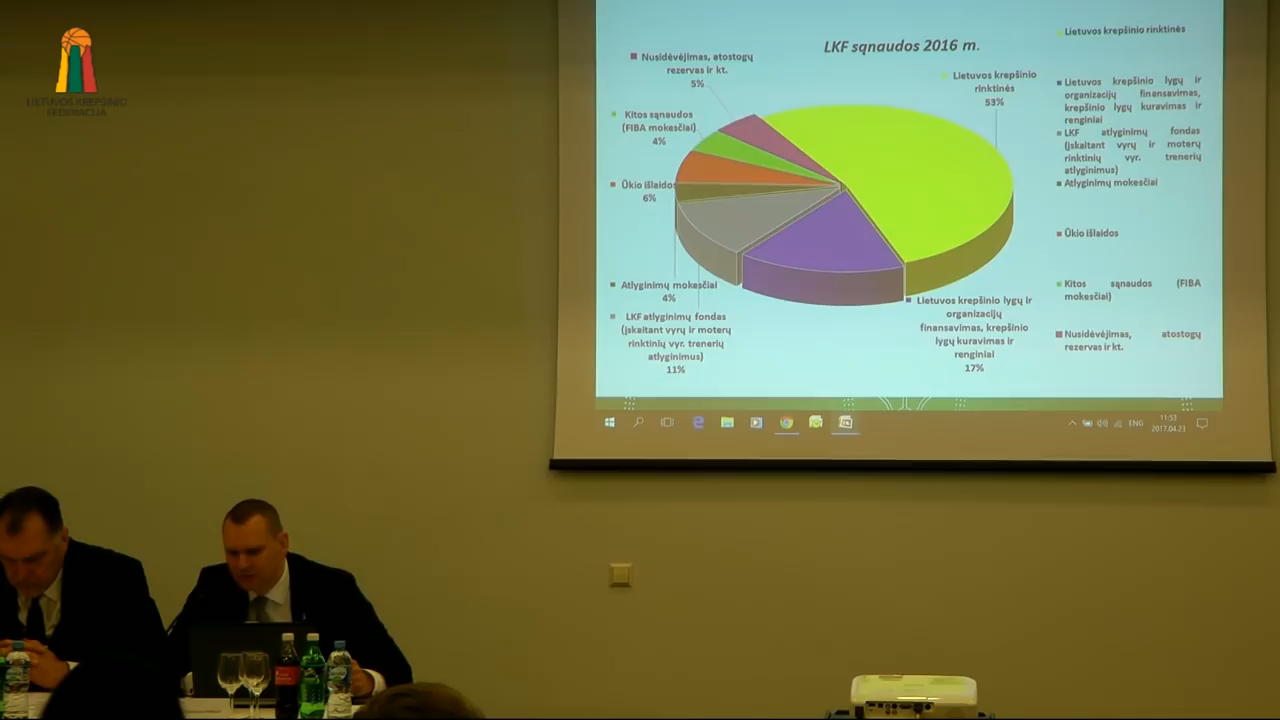 LIETUVOS KREPŠINIO
FEDERACIJA
LKF sąnaudos 2016 m.
Nusidėvėjimas, atostogų
rezervas ir kt.
5%
Kitos sąnaudos
(FIBA mokesčiai)
4%
Ūkio išlaidos
6%
Atlyginimų mokesčiai
4%
LKF atlyginimų fondas
(įskaitant vyrų ir moterų
rinktinių vyr. trenerių
atlyginimus)
11%
Lietuvos krepšinio
rinktinės
53%
Lietuvos krepšinio lygų ir
organizacijų
finansavimas, krepšinio
lygų kuravimas ir
renginiai
17%
Lietuvos krepšinio rinktinės
Lietuvos krepšinio lygų ir
organizacijų finansavimas,
krepšinio lygų kuravimas ir
renginiai
LKF atlyginimų fondas
(įskaitant vyrų ir moterų
rinktinių vyr. trenerių
atlyginimus)
Atlyginimų mokesčiai
Ūkio išlaidos
Kitos sąnaudos (FIBA
mokesčiai)
Nusidėvėjimas, atostogų
rezervas ir kt.
ENG
11:53
2017.04.23